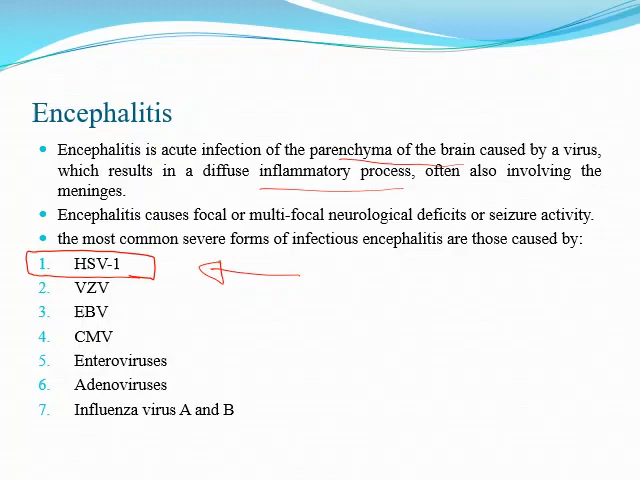 Encephalitis
Encephalitis is acute infection of the parenchyma of the brain caused by a virus,
which results in a diffuse inflammatory process, often also involving the
meninges.
Encephalitis causes focal or multi-focal neurological deficits or seizure activity.
the most common severe forms of infectious encephalitis are those caused by:
1. HSV-1
2. VZV
3. EBV
4. CMV
5. Enteroviruses
6. Adenoviruses
7. Influenza virus A and B